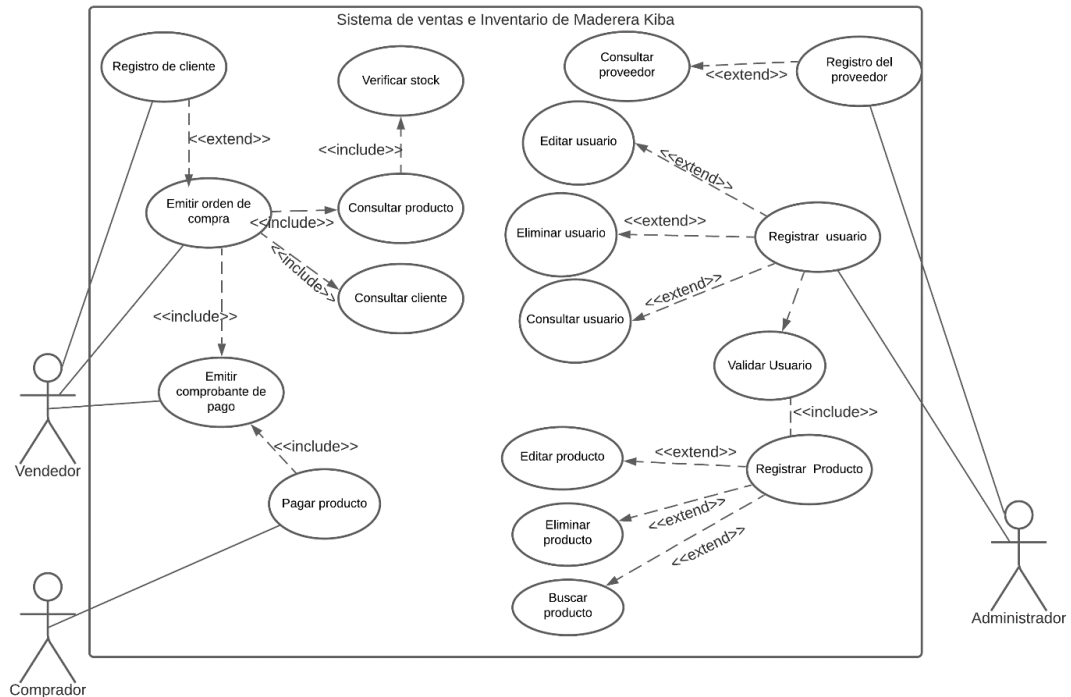 Sistema de ventas e Inventario de Maderera Kiba
Registro de cliente
Verificar stock
Consultar
proveedor
<<extend>>
Registro del
proveedor
<<extend>>
<<include>>
Editar usuario
<<extend>>
Emitir orden de
compra
<<include>>
Consultar producto
Eliminar usuario
<<extend>>
Registrar usuario
<<include>>
Consultar cliente
Consultar usuario
<<extend>>
<<include>>
Emitir
comprobante de
pago
Validar Usuario
<<include>>
Vendedor
<<include>>
Editar producto
<<extend>>
Registrar Producto
Pagar producto
Eliminar
producto
<<extend>>
<<extend>>
Buscar
producto
Administrador
Comprador